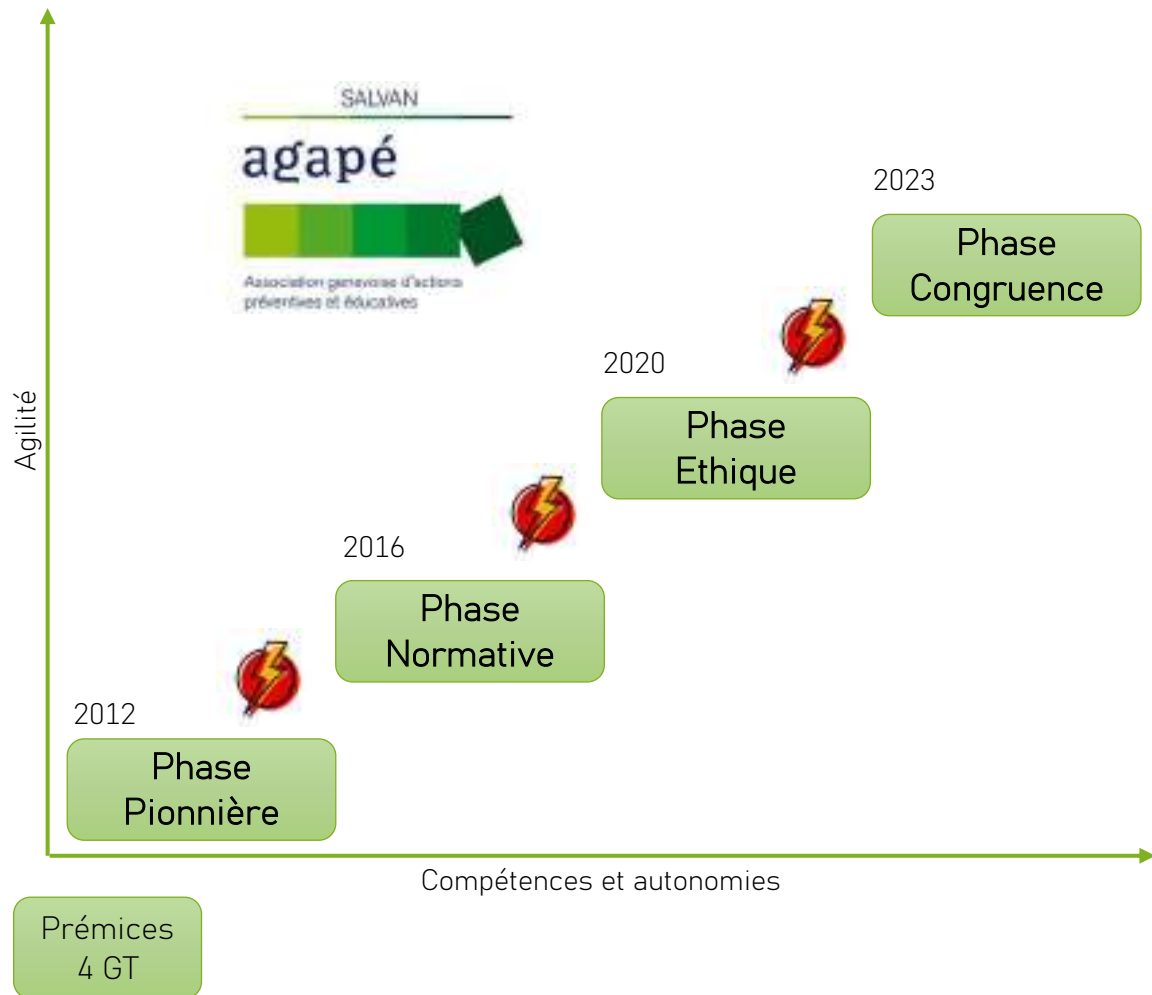 SALVAN
agapé
Association genevoise d'actions
préventives et éducatives
2023
Phase
Congruence
2020
Phase
Ethique
Agilité
2016
Phase
Normative
2012
Phase
Pionnière
Compétences et autonomies
Prémices
4 GT